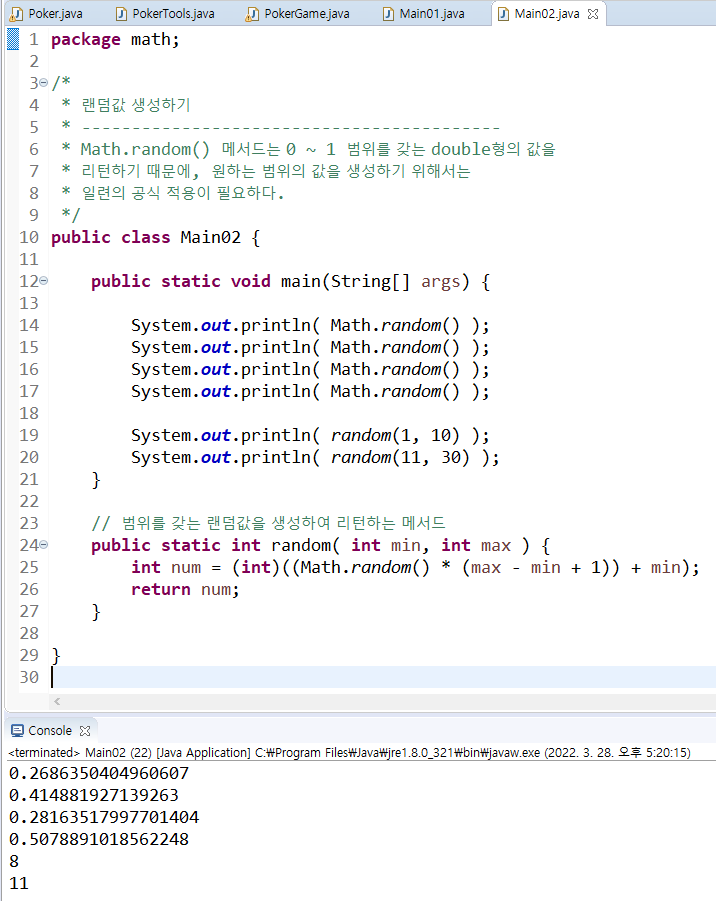 Poker.java PokerTools.java PokerGame.java Main01.java Main02.java
1 package math;
2
3 /*
4  * 랜덤값 생성하기
5  * ------------------------------------------
6  * Math.random() 메서드는 0 ~ 1 범위를 갖는 double형의 값을
7  * 리턴하기 때문에, 원하는 범위의 값을 생성하기 위해서는
8  * 일련의 공식 적용이 필요하다.
9  */
10 public class Main02 {
11
12     public static void main(String[] args) {
13
14         System.out.println( Math.random() );
15         System.out.println( Math.random() );
16         System.out.println( Math.random() );
17         System.out.println( Math.random() );
18
19         System.out.println( random(1, 10) );
20         System.out.println( random(11, 30) );
21     }
22
23     // 범위를 갖는 랜덤값을 생성하여 리턴하는 메서드
24     public static int random( int min, int max ) {
25         int num = (int)((Math.random() * (max - min + 1)) + min);
26         return num;
27     }
28
29 }
30
Console
<terminated> Main02 (22) [Java Application] C:₩Program Files₩Java₩jre1.8.0_321₩bin₩javaw.exe (2022. 3. 28. 오후 5:20:15)
0.2686350404960607
0.414881927139263
0.28163517997701404
0.5078891018562248
8
11